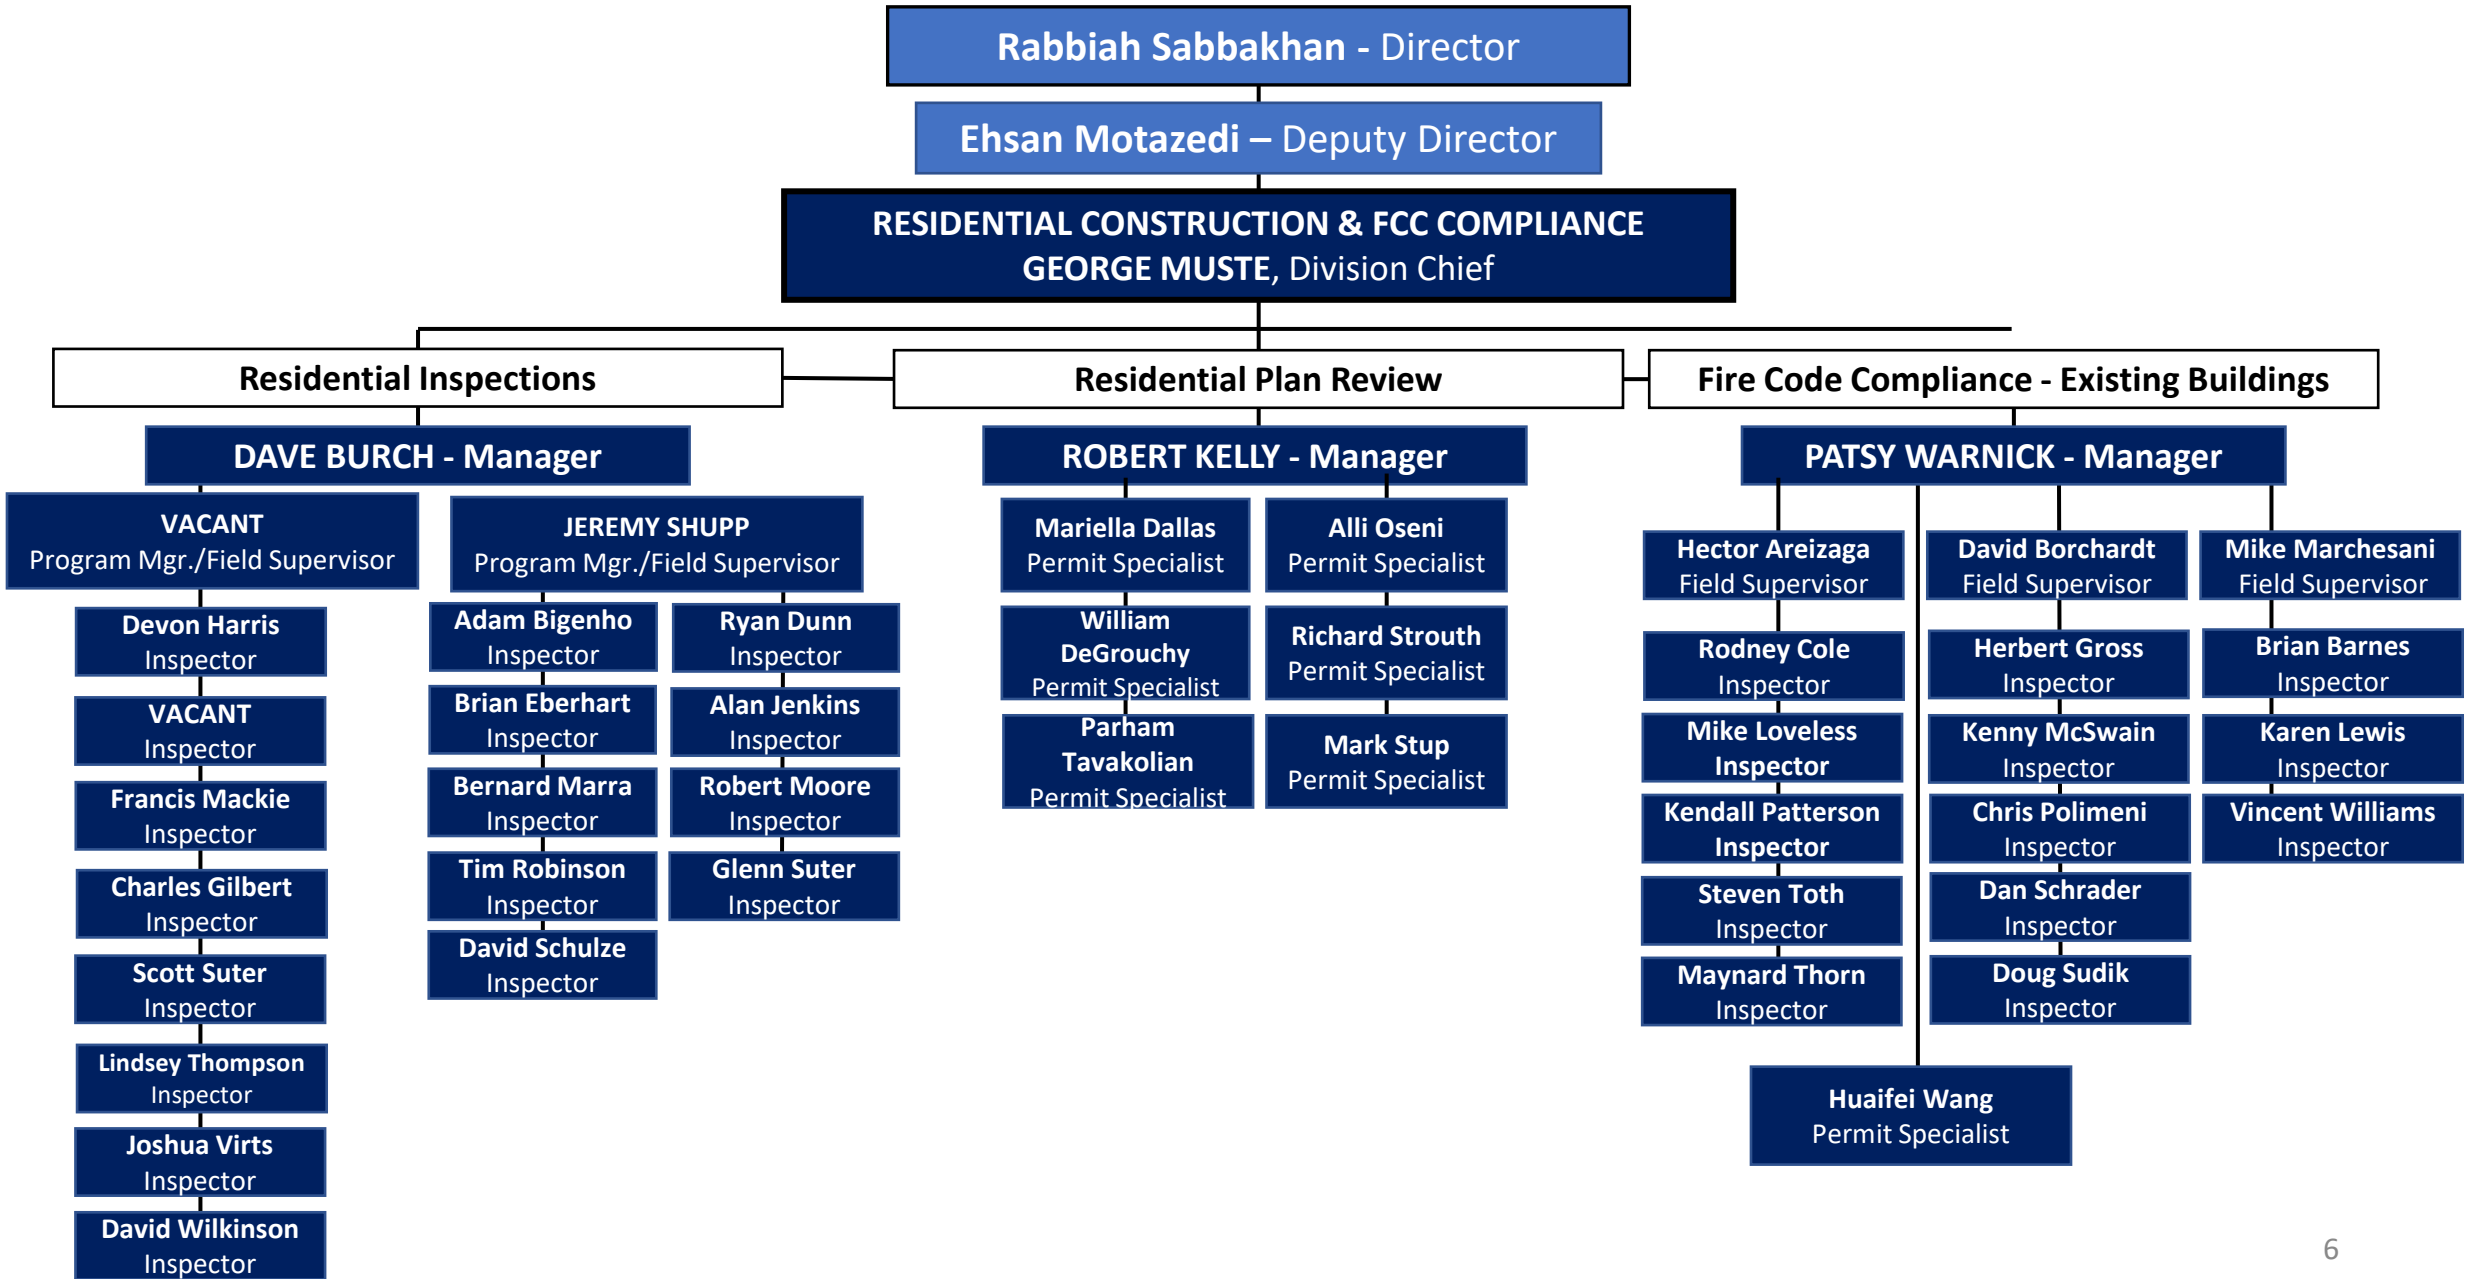 Rabbiah Sabbakhan - Director
Ehsan Motazedi – Deputy Director
RESIDENTIAL CONSTRUCTION & FCC COMPLIANCE
GEORGE MUSTE, Division Chief
Residential Inspections
Residential Plan Review
Fire Code Compliance - Existing Buildings
DAVE BURCH - Manager
VACANT
Program Mgr./Field Supervisor
Devon Harris
Inspector
VACANT
Inspector
Francis Mackie
Inspector
Charles Gilbert
Inspector
Scott Suter
Inspector
Lindsey Thompson
Inspector
Joshua Virts
Inspector
David Wilkinson
Inspector
JEREMY SHUPP
Program Mgr./Field Supervisor
Adam Bigenho
Inspector
Brian Eberhart
Inspector
Bernard Marra
Inspector
Tim Robinson
Inspector
David Schulze
Inspector
Ryan Dunn
Inspector
Alan Jenkins
Inspector
Robert Moore
Inspector
Glenn Suter
Inspector
ROBERT KELLY - Manager
Mariella Dallas
Permit Specialist
William
DeGrouchy
Permit Specialist
Parham
Tavakolian
Permit Specialist
Alli Oseni
Permit Specialist
Richard Strouth
Permit Specialist
Mark Stup
Permit Specialist
PATSY WARNICK - Manager
Hector Areizaga
Field Supervisor
Rodney Cole
Inspector
Mike Loveless
Inspector
Kendall Patterson
Inspector
Steven Toth
Inspector
Maynard Thorn
Inspector
David Borchardt
Field Supervisor
Herbert Gross
Inspector
Kenny McSwain
Inspector
Chris Polimeni
Inspector
Dan Schrader
Inspector
Doug Sudik
Inspector
Mike Marchesani
Field Supervisor
Brian Barnes
Inspector
Karen Lewis
Inspector
Vincent Williams
Inspector
Huaifei Wang
Permit Specialist
6